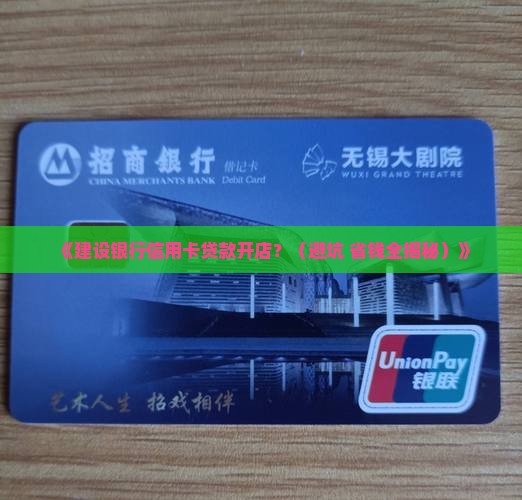 招商银行 借记卡
CHINA MERCHANTS BANK Debit Card
无锡大剧院
WUXI GRAND THEATRE
《建设银行信用卡贷款开店？（避坑 省钱全揭秘）》
UnionPay
银联
艺术人生 招戏相伴